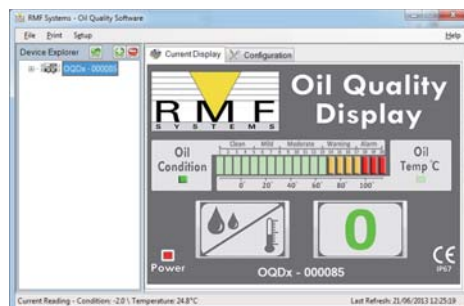 RMF Systems - Oil Quality Software
File Print Setup Help
Device Explorer
Current Display Configuration
OQDx - 000085
RMF
SYSTEMS
Oil Quality
Display
Clean Mild Moderate Warning Alarm
Oil
Condition
Oil
Temp °C
0° 20° 40° 60° 80° 100°
0
Power
OQDx - 000085
CE
IP67
Current Reading - Condition: -2.0 \ Temperature: 24.8°C Last Refresh: 21/06/2013 12:25:19